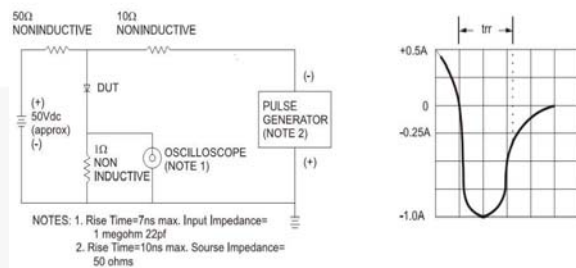 50Ω
NONINDUCTIVE
10Ω
NONINDUCTIVE
trr
+0.5A
(+)
50Vdc
(approx)
(-)
DUT
(-)
PULSE
GENERATOR
(NOTE 2)
(+)
0
-0.25A
1Ω
NON
INDUCTIVE
OSCILLOSCOPE
(NOTE 1)
-1.0A
NOTES: 1. Rise Time=7ns max. Input Impedance=
1 megohm 22pf
2. Rise Time=10ns max. Sourse Impedance=
50 ohms